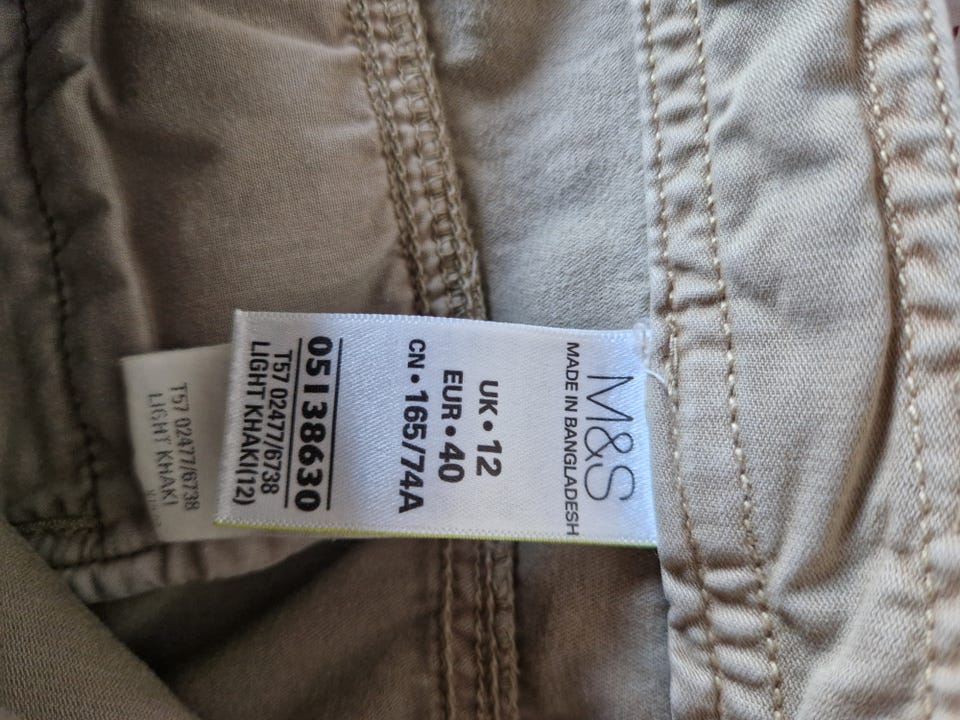 M&S
MADE IN BANGLADESH
UK • 12
EUR • 40
CN • 165/74A
05138630
T57 02477/6738
LIGHT KHAKI(12)
T57 02477/6738
LIGHT KHAKI